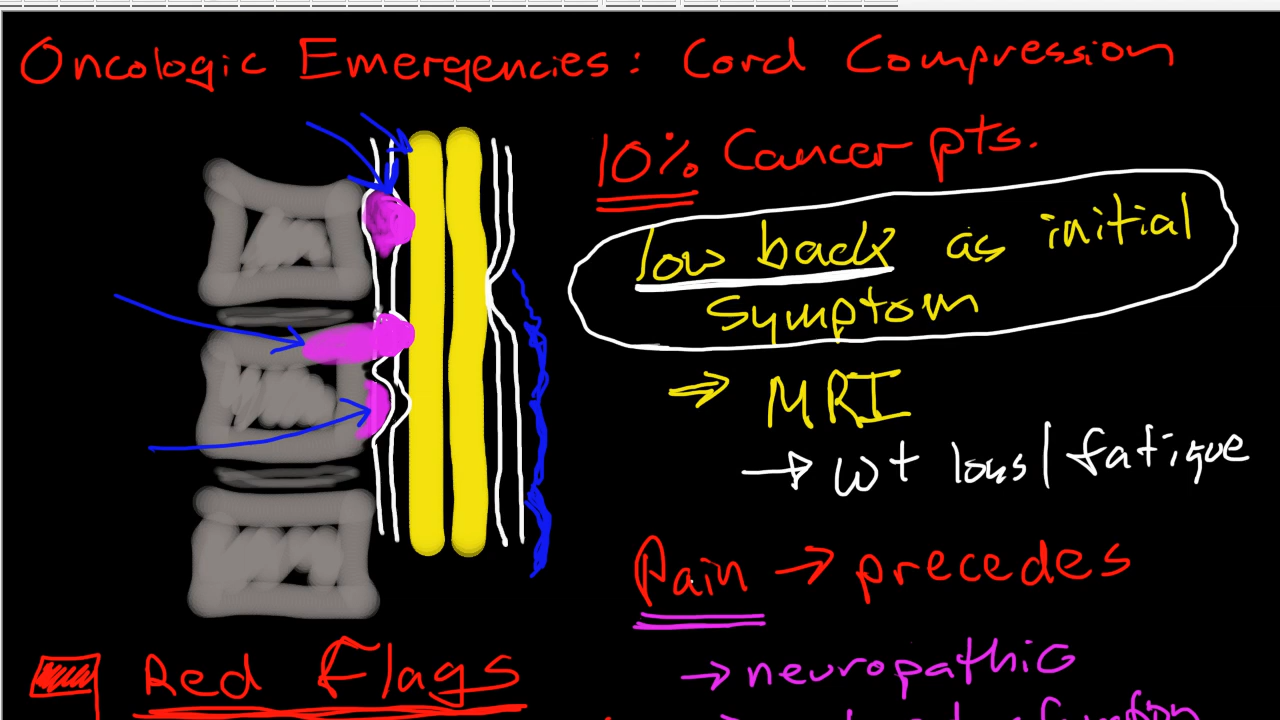 Oncologic Emergencies: Cord Compression
10% Cancer pts.
low back as initial
symptom
⇒ MRI
→ wt loss / fatigue
Pain → precedes
→ neuropathic
Red Flags